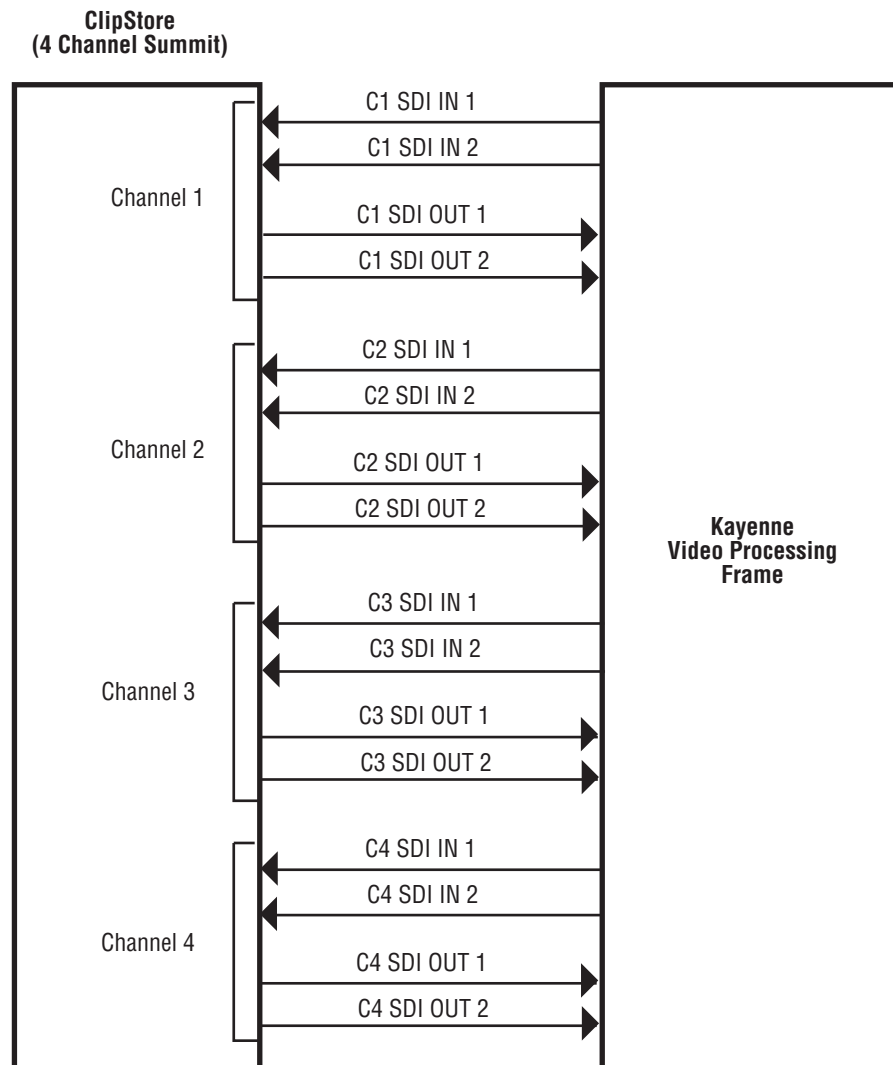 ClipStore
(4 Channel Summit)
C1 SDI IN 1
C1 SDI IN 2
Channel 1
C1 SDI OUT 1
C1 SDI OUT 2
C2 SDI IN 1
C2 SDI IN 2
Channel 2
C2 SDI OUT 1
C2 SDI OUT 2
Kayenne
Video Processing
Frame
C3 SDI IN 1
C3 SDI IN 2
Channel 3
C3 SDI OUT 1
C3 SDI OUT 2
C4 SDI IN 1
C4 SDI IN 2
Channel 4
C4 SDI OUT 1
C4 SDI OUT 2